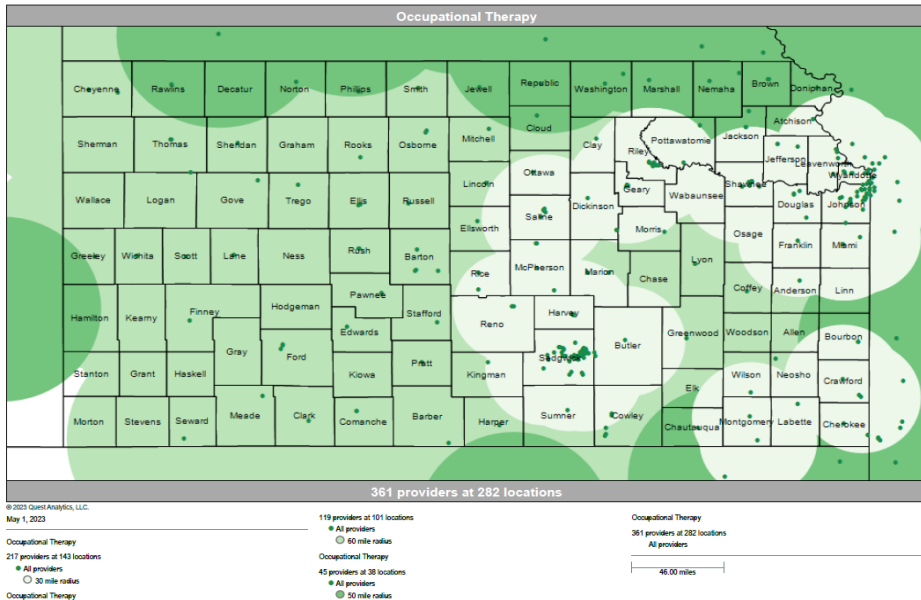 Occupational Therapy
Cheyenne Rawlins Decatur Norton Phillips Smith Jewell Republic Washington Marshall Nemaha Brown Doniphan
Cloud Atchison
Sherman Thomas Sheridan Graham Rooks Osborne Mitchell Clay Riley Pottawatomie Jackson
Jefferson Leavenworth
Lincoln Ottawa Geary Wabaunsee Shawnee Wyandotte
Wallace Logan Gove Trego Ellis Russell Saline Dickinson Douglas Johnson
Ellsworth Morris Osage
Greeley Wichita Scott Lane Ness Rush Barton McPherson Marion Chase Lyon Franklin Miami
Rice Coffey Anderson Linn
Hamilton Kearny Finney Hodgeman Pawnee Stafford Reno Harvey
Gray Ford Edwards Sedgwick Butler Greenwood Woodson Allen Bourbon
Stanton Grant Haskell Kiowa Pratt Kingman Elk Wilson Neosho Crawford
Morton Stevens Seward Meade Clark Comanche Barber Harper Sumner Cowley Chautauqua Montgomery Labette Cherokee
361 providers at 282 locations
© 2023 Quest Analytics, LLC.
May 1, 2023
Occupational Therapy
217 providers at 143 locations
All providers
30 mile radius
Occupational Therapy
119 providers at 101 locations
All providers
60 mile radius
Occupational Therapy
45 providers at 38 locations
All providers
50 mile radius
Occupational Therapy
361 providers at 282 locations
All providers
46.00 miles